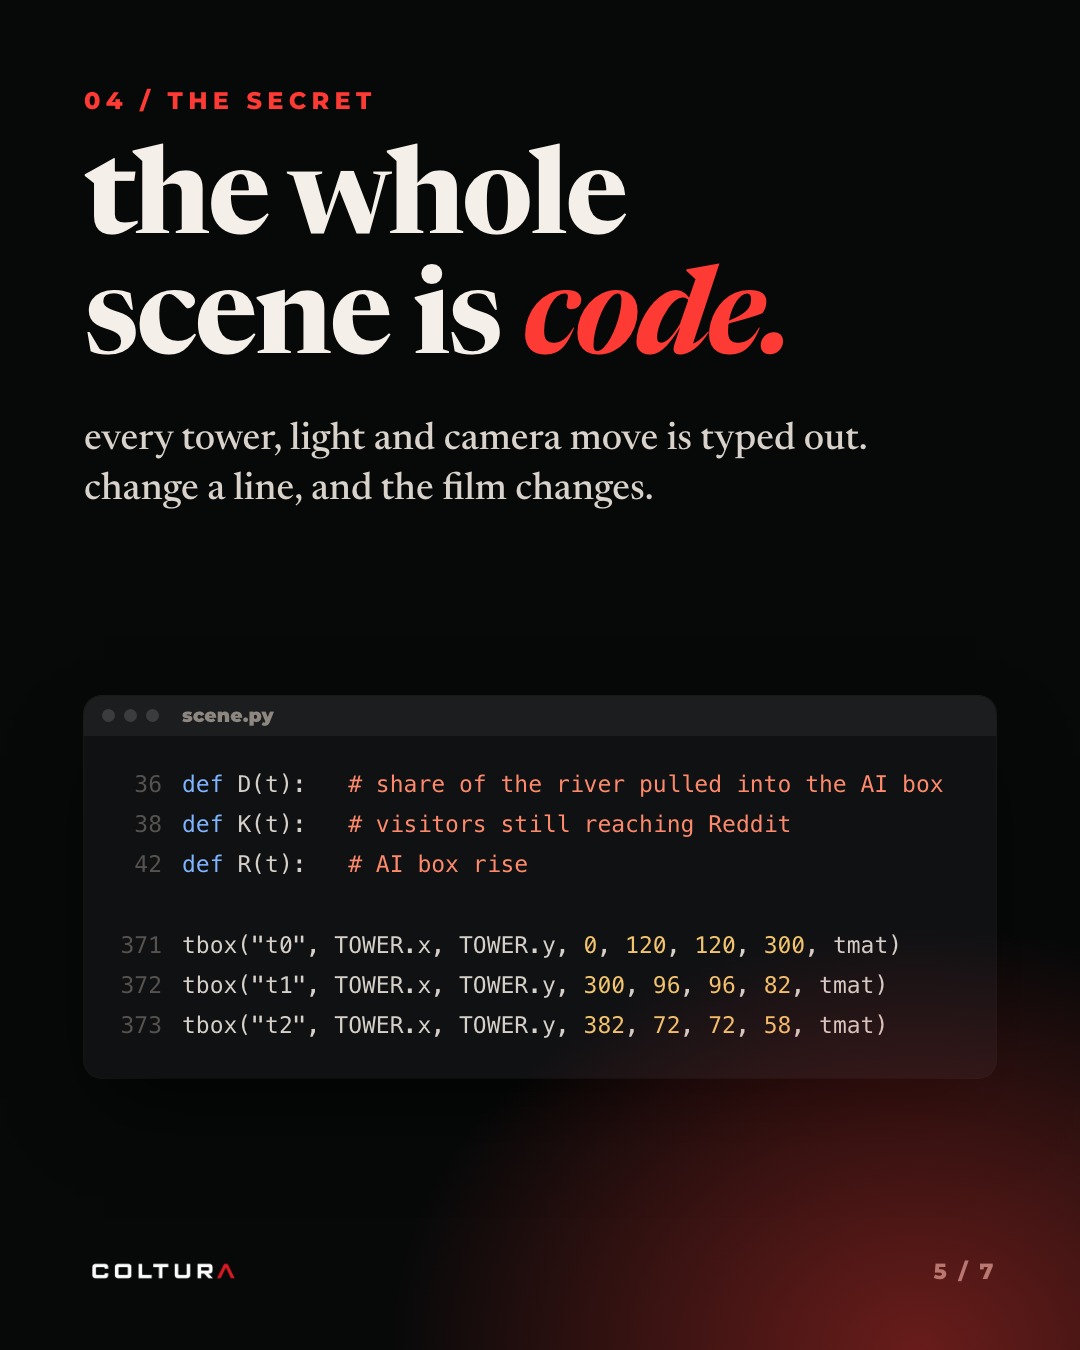 04 / THE SECRET
the whole
scene is code.
every tower, light and camera move is typed out.
change a line, and the film changes.
scene.py
36 def D(t):   # share of the river pulled into the AI box
38 def K(t):   # visitors still reaching Reddit
42 def R(t):   # AI box rise
371 tbox("t0", TOWER.x, TOWER.y, 0, 120, 120, 300, tmat)
372 tbox("t1", TOWER.x, TOWER.y, 300, 96, 96, 82, tmat)
373 tbox("t2", TOWER.x, TOWER.y, 382, 72, 72, 58, tmat)
COLTURA
5 / 7